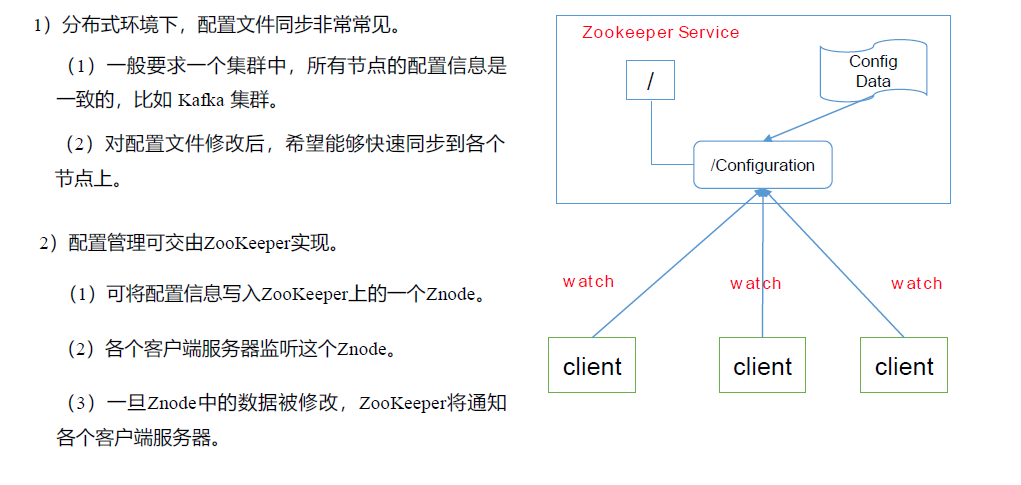 1）分布式环境下，配置文件同步非常常见。
（1）一般要求一个集群中，所有节点的配置信息是
一致的，比如 Kafka 集群。
（2）对配置文件修改后，希望能够快速同步到各个
节点上。
2）配置管理可交由ZooKeeper实现。
（1）可将配置信息写入ZooKeeper上的一个Znode。
（2）各个客户端服务器监听这个Znode。
（3）一旦Znode中的数据被修改，ZooKeeper将通知
各个客户端服务器。
Zookeeper Service
/
Config
Data
/Configuration
watch
watch
watch
client
client
client